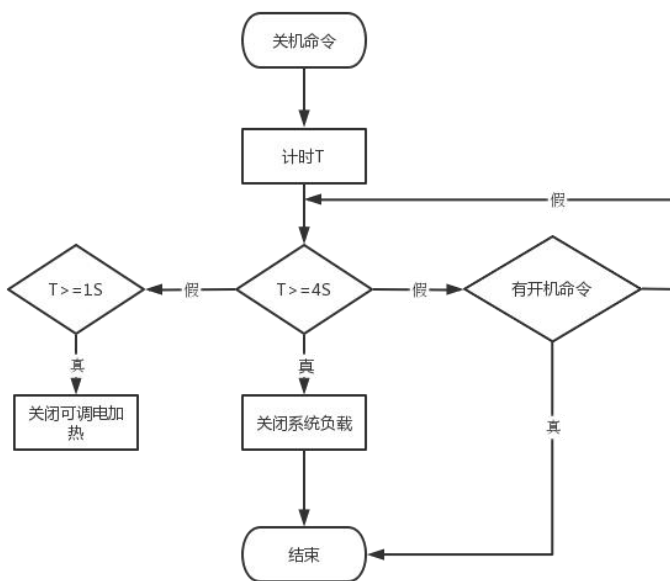 关机命令
计时T
假
T>=1S
假
T>=4S
假
有开机命令
真
真
关闭可调电加
热
关闭系统负载
真
结束